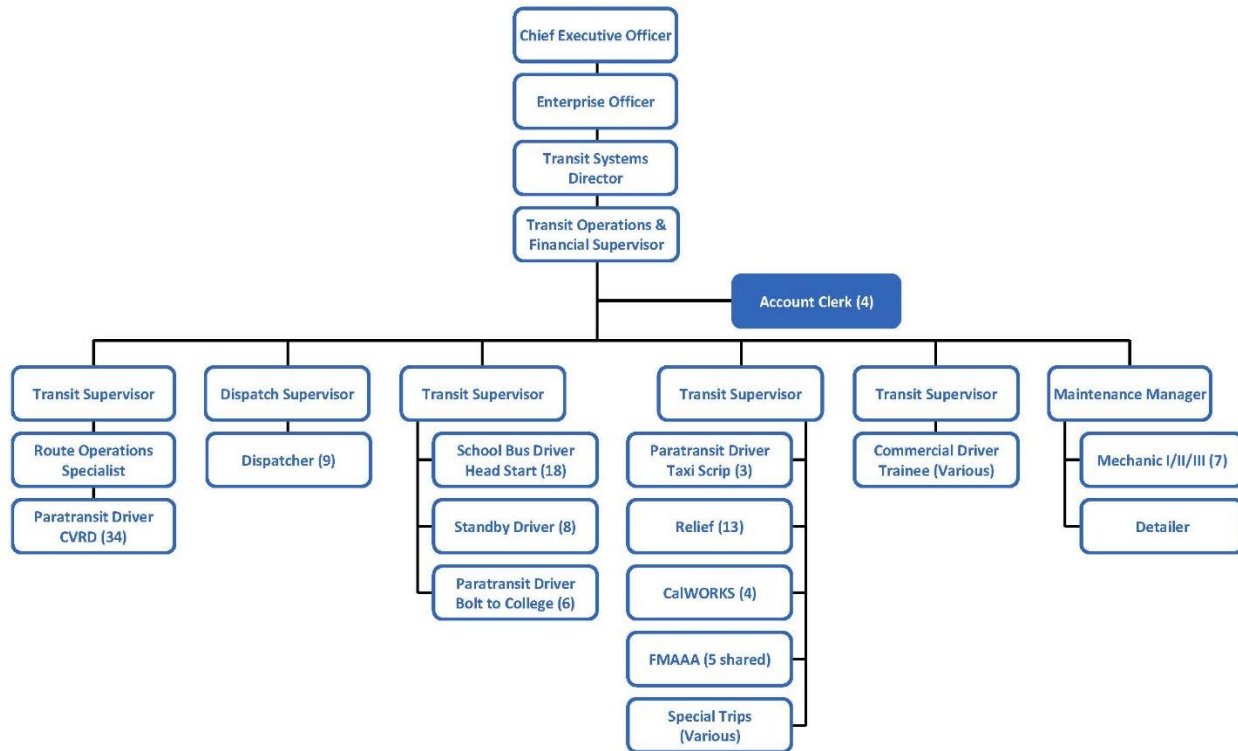 Chief Executive Officer
Enterprise Officer
Transit Systems
Director
Transit Operations &
Financial Supervisor
Account Clerk (4)
Transit Supervisor
Route Operations
Specialist
Paratransit Driver
CVRD (34)
Dispatch Supervisor
Dispatcher (9)
Transit Supervisor
School Bus Driver
Head Start (18)
Standby Driver (8)
Paratransit Driver
Bolt to College (6)
Transit Supervisor
Paratransit Driver
Taxi Scrip (3)
Relief (13)
CalWORKS (4)
FMAAA (5 shared)
Special Trips
(Various)
Transit Supervisor
Commercial Driver
Trainee (Various)
Maintenance Manager
Mechanic I/II/III (7)
Detailer